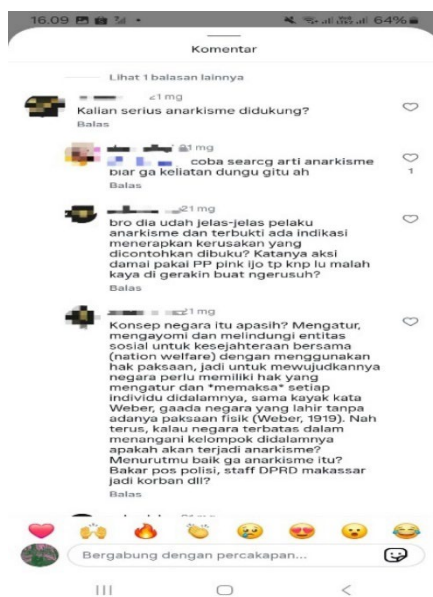 16.09
64%
Komentar
Lihat 1 balasan lainnya
21 mg
Kalian serius anarkisme didukung?
Balas
21 mg
coba searcg arti anarkisme
biar ga keliatan dungu gitu ah
1
Balas
21 mg
bro dia udah jelas-jelas pelaku
anarkisme dan terbukti ada indikasi
menerapkan kerusakan yang
dicontohkan dibuku? Katanya aksi
damai pakai PP pink ijo tp knp lu malah
kaya di gerakin buat ngerusuh?
Balas
21 mg
Konsep negara itu apasih? Mengatur,
mengayomi dan melindungi entitas
sosial untuk kesejahteraan bersama
(nation welfare) dengan menggunakan
hak paksaan, jadi untuk mewujudkannya
negara perlu memiliki hak yang
mengatur dan *memaksa* setiap
individu didalamnya, sama kayak kata
Weber, gaada negara yang lahir tanpa
adanya paksaan fisik (Weber, 1919). Nah
terus, kalau negara terbatas dalam
menangani kelompok didalamnya
apakah akan terjadi anarkisme?
Menurutmu baik ga anarkisme itu?
Bakar pos polisi, staff DPRD makassar
jadi korban dll?
Balas
Bergabung dengan percakapan...